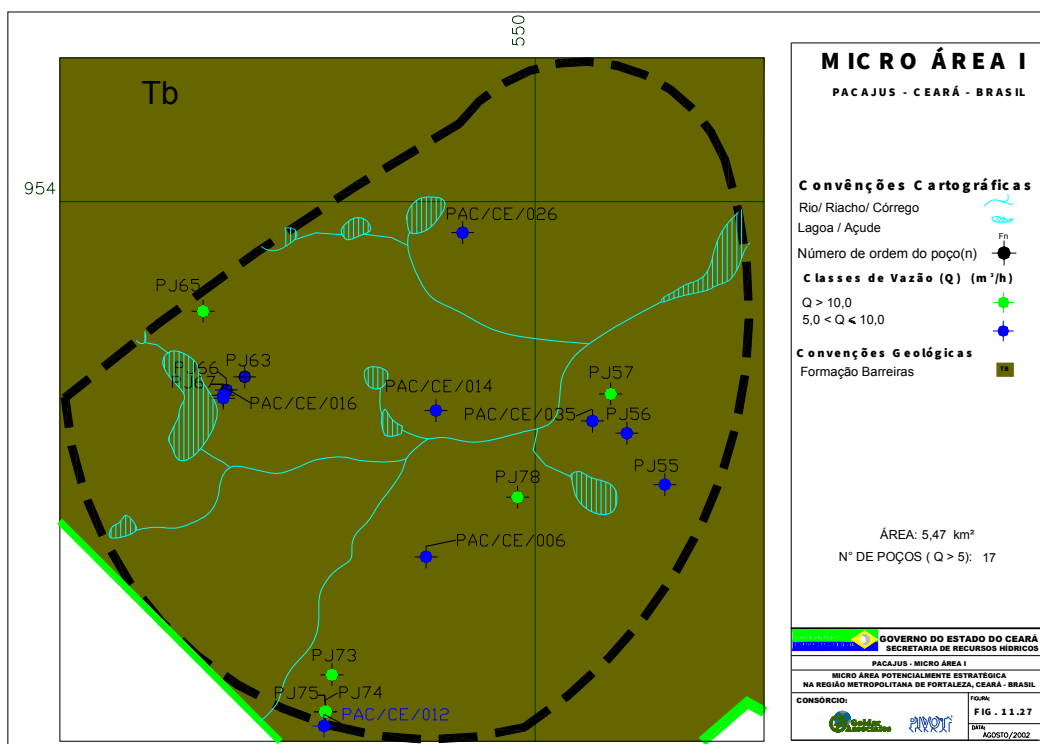 550
954
Tb
PAC/CE/026
PJ65
PJ63
PJ66
PJ67
PAC/CE/016
PAC/CE/014
PJ57
PAC/CE/035
PJ56
PJ55
PJ78
PAC/CE/006
PJ73
PJ75
PJ74
PAC/CE/012
MICRO ÁREA I
PACAJUS - CEARÁ - BRASIL
Convênções Cartográficas
Rio/ Riacho/ Córrego
Lagoa / Açude
Fn
Número de ordem do poço(n)
Classes de Vazão (Q) (m³/h)
Q > 10,0
5,0 < Q ⩽ 10,0
Convenções Geológicas
Formação Barreiras
TB
ÁREA: 5,47 km²
N° DE POÇOS ( Q > 5): 17
GOVERNO DO ESTADO DO CEARÁ
SECRETARIA DE RECURSOS HÍDRICOS
PACAJUS - MICRO ÁREA I
MICRO ÁREA POTENCIALMENTE ESTRATÉGICA
NA REGIÃO METROPOLITANA DE FORTALEZA, CEARÁ - BRASIL
CONSÓRCIO:
Golder
Associates
PIVOT
FIGURA:
FIG. 11.27
DATA:
AGOSTO/2002